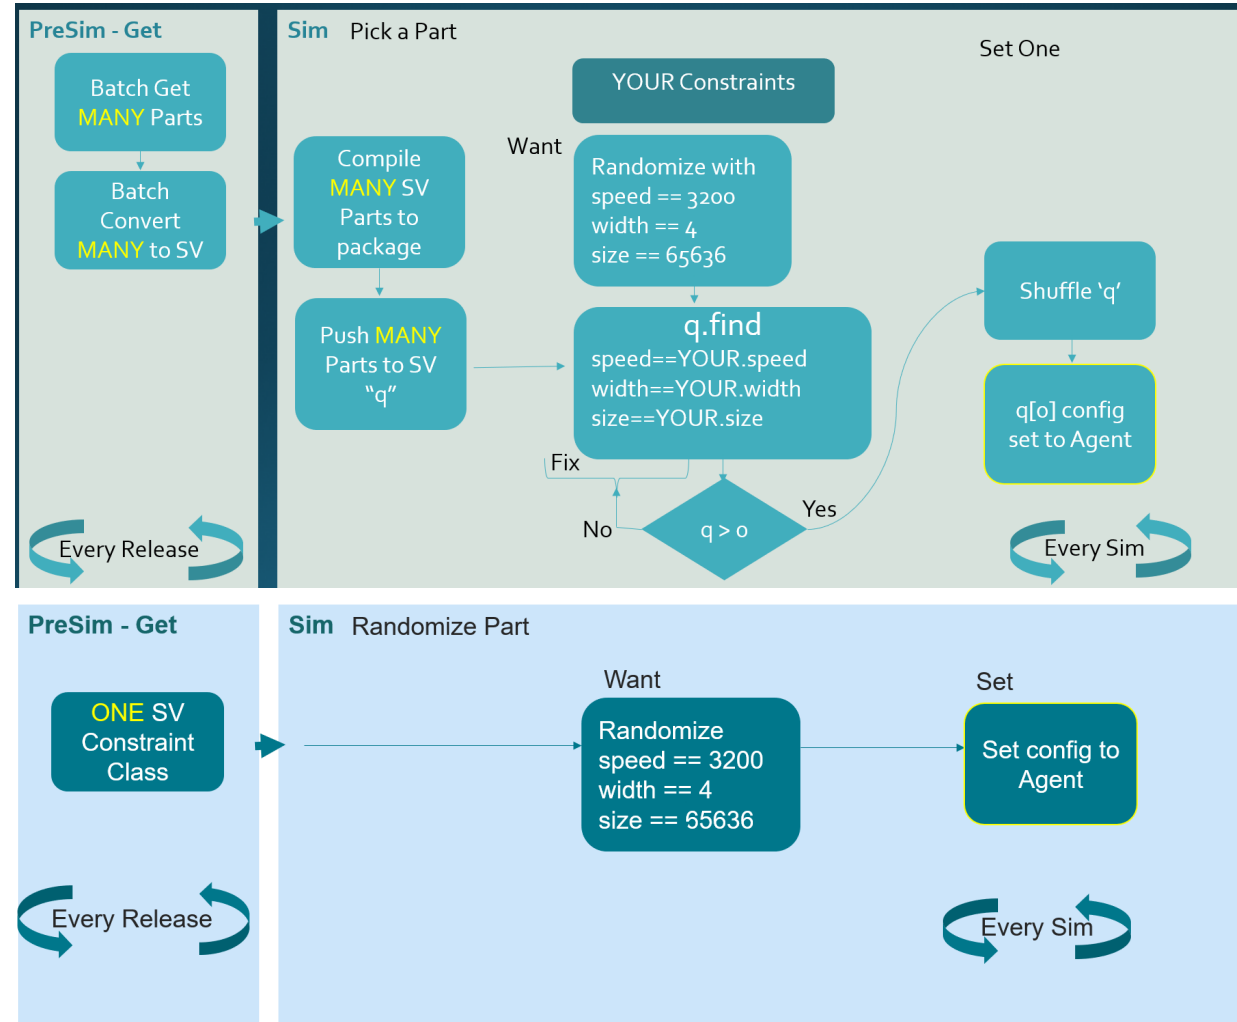 PreSim - Get
Batch Get
MANY Parts
Batch
Convert
MANY to SV
Every Release
Sim
Pick a Part
Set One
YOUR Constraints
Want
Compile
MANY SV
Parts to
package
Randomize with
speed == 3200
width == 4
size == 65636
Push MANY
Parts to SV
“q”
q.find
speed==YOUR.speed
width==YOUR.width
size==YOUR.size
Fix
No
q > 0
Yes
Shuffle ‘q’
q[0] config
set to Agent
Every Sim
PreSim - Get
ONE SV
Constraint
Class
Every Release
Sim
Randomize Part
Want
Randomize
speed == 3200
width == 4
size == 65636
Set
Set config to
Agent
Every Sim